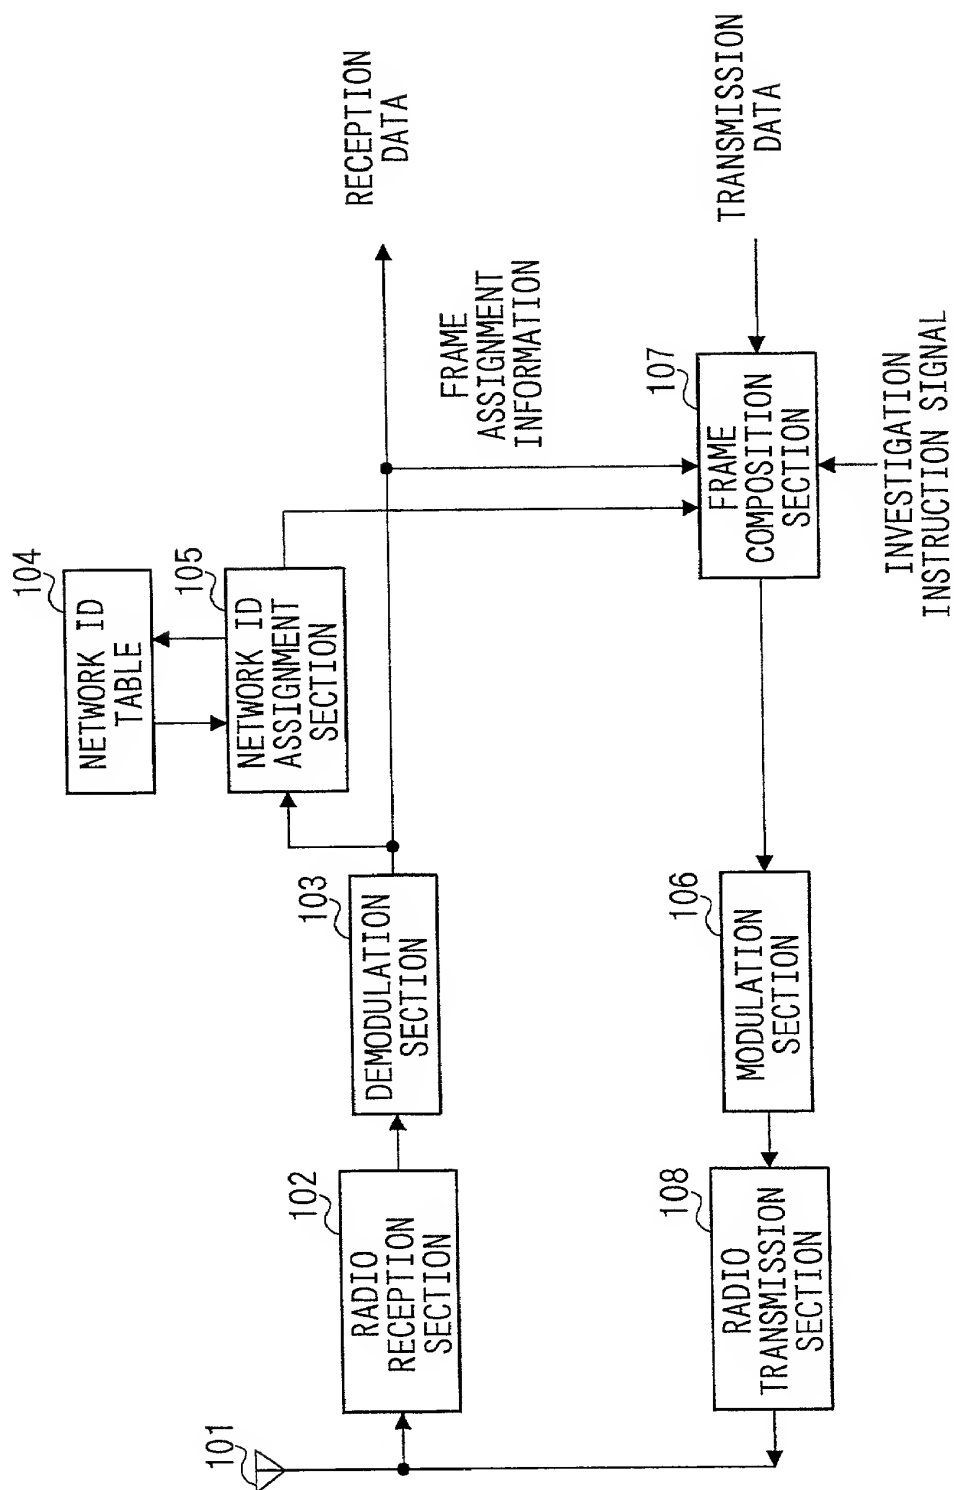 101
102
RADIO
RECEPTION
SECTION
103
DEMODULATION
SECTION
104
NETWORK ID
TABLE
105
NETWORK ID
ASSIGNMENT
SECTION
RECEPTION
DATA
FRAME
ASSIGNMENT
INFORMATION
108
RADIO
TRANSMISSION
SECTION
106
MODULATION
SECTION
107
FRAME
COMPOSITION
SECTION
TRANSMISSION
DATA
INVESTIGATION
INSTRUCTION SIGNAL